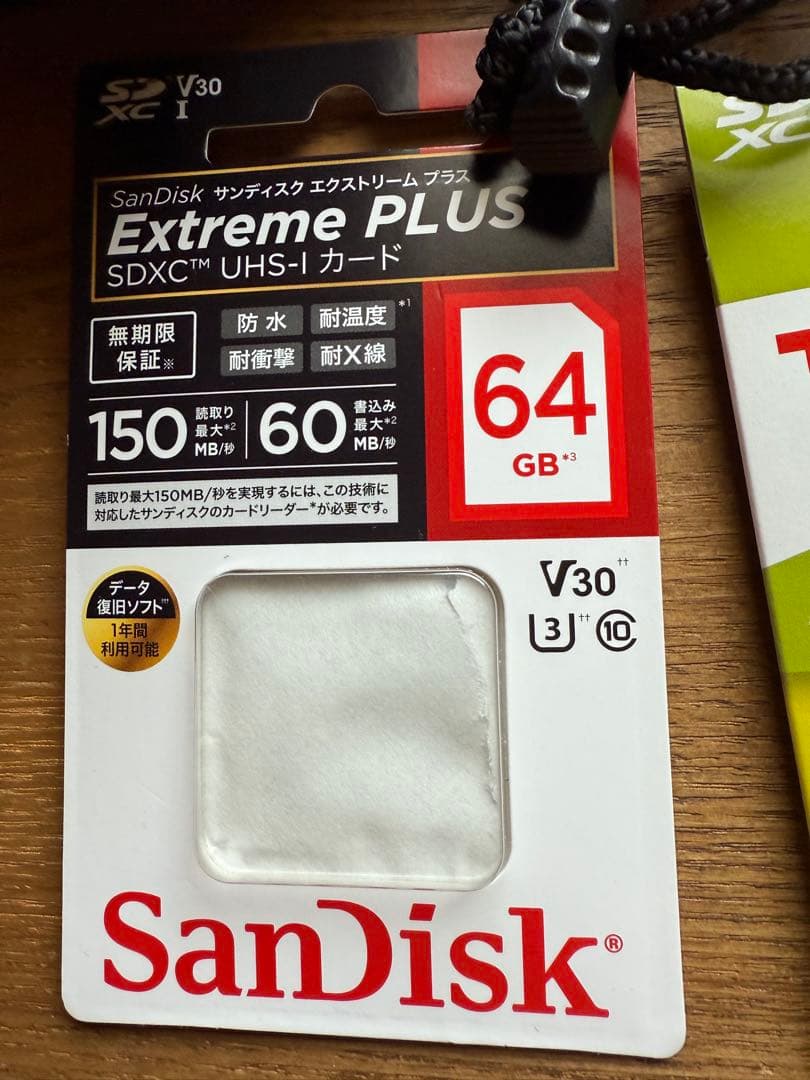 SD XC V30 I
SanDisk サンディスク エクストリーム プラス
Extreme PLUS
SDXC™ UHS-I カード
無期限
保証※
防水 耐温度*1
耐衝撃 耐X線
150 読取り 最大*2 MB/秒 60 書込み 最大*2 MB/秒
読取り最大150MB/秒を実現するには、この技術に
対応したサンディスクのカードリーダー*が必要です。
64
GB*3
データ
復旧ソフト†††
1年間
利用可能
V30††
3†† 10
SanDisk®
SD XC